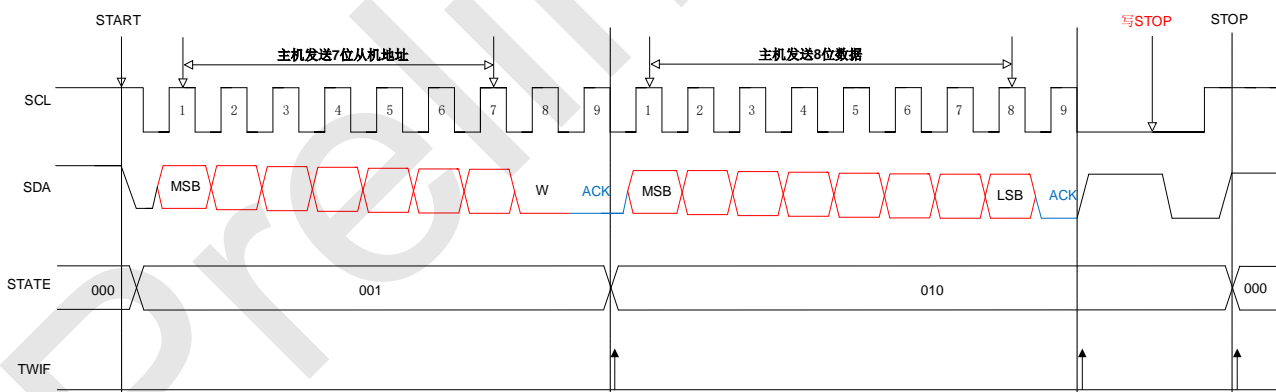 START 写STOP STOP
主机发送7位从机地址 主机发送8位数据
SCL 1 2 3 4 5 6 7 8 9 1 2 3 4 5 6 7 8 9
SDA MSB W ACK MSB LSB ACK
STATE 000 001 010 000
TWIF